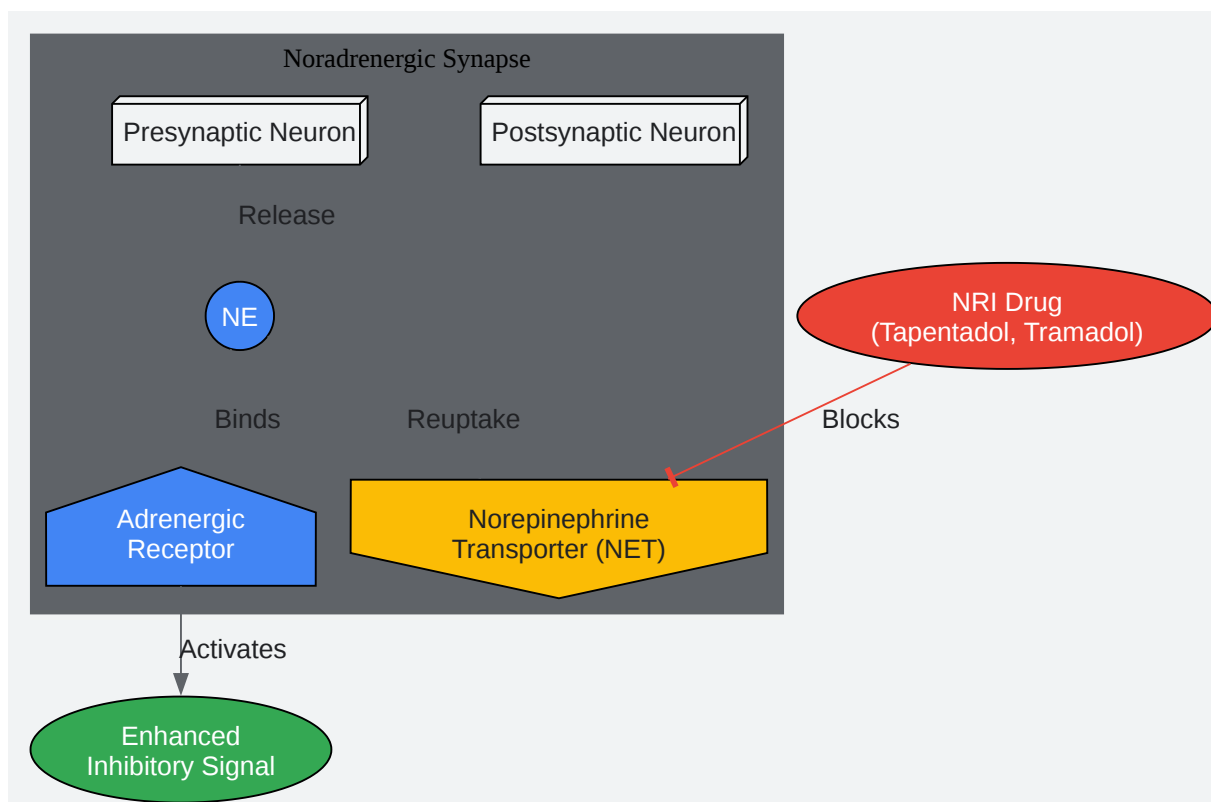 Noradrenergic Synapse
Presynaptic Neuron
Postsynaptic Neuron
Release
NE
NRI Drug
(Tapentadol, Tramadol)
Binds
Reuptake
Blocks
Adrenergic
Receptor
Norepinephrine
Transporter (NET)
Activates
Enhanced
Inhibitory Signal